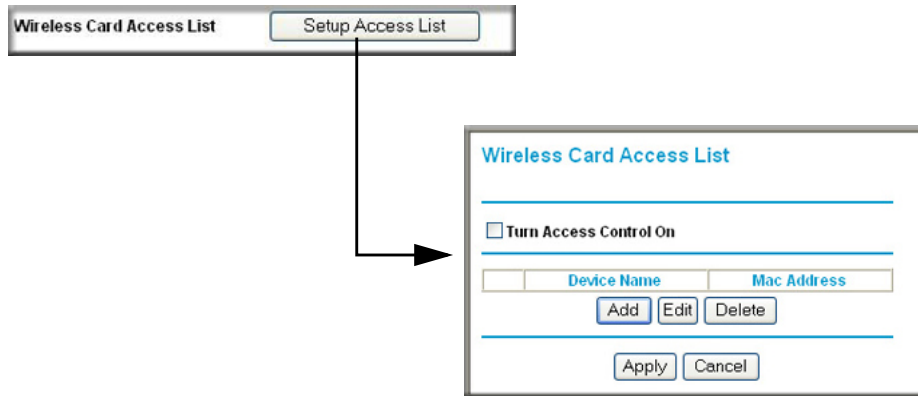 Wireless Card Access List Setup Access List
Wireless Card Access List
Turn Access Control On
Device Name Mac Address
Add Edit Delete
Apply Cancel